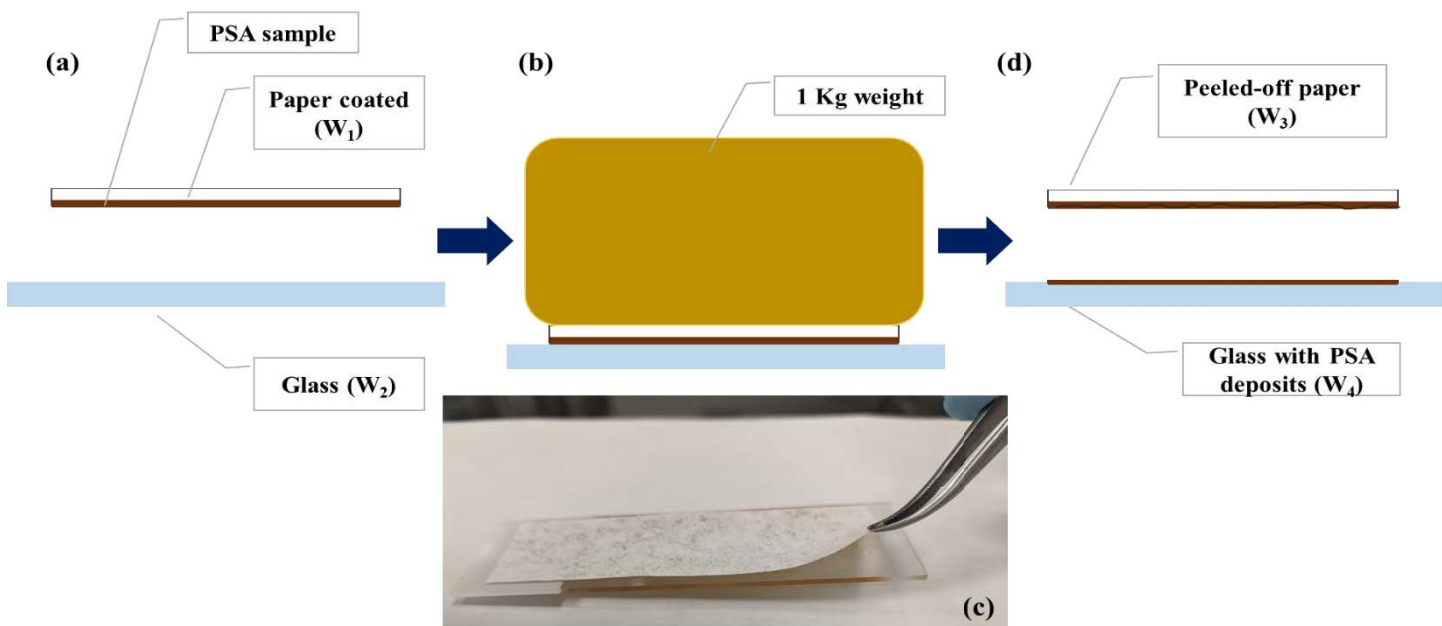 PSA sample
(a)
Paper coated
(W₁)
Glass (W₂)
(b)
1 Kg weight
(c)
(d)
Peeled-off paper
(W₃)
Glass with PSA
deposits (W₄)